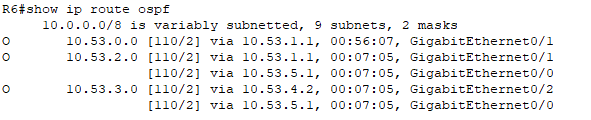 R6#show ip route ospf
10.0.0.0/8 is variably subnetted, 9 subnets, 2 masks
O 10.53.0.0 [110/2] via 10.53.1.1, 00:56:07, GigabitEthernet0/1
O 10.53.2.0 [110/2] via 10.53.1.1, 00:07:05, GigabitEthernet0/1
[110/2] via 10.53.5.1, 00:07:05, GigabitEthernet0/0
O 10.53.3.0 [110/2] via 10.53.4.2, 00:07:05, GigabitEthernet0/2
[110/2] via 10.53.5.1, 00:07:05, GigabitEthernet0/0